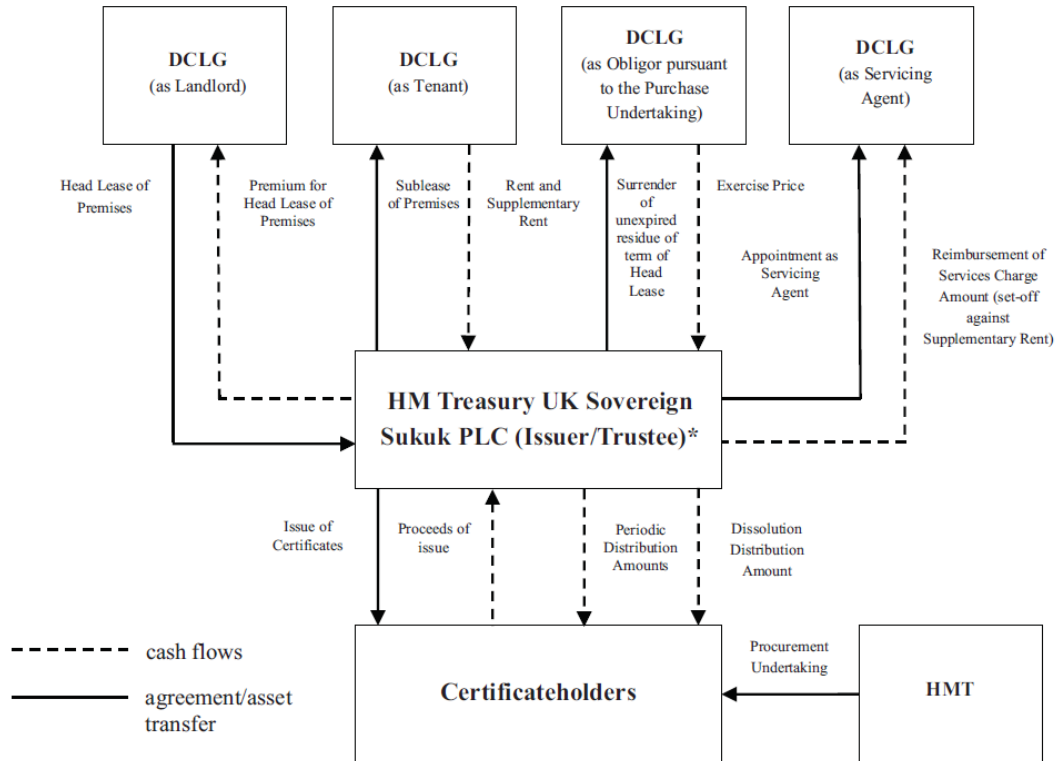 DCLG
(as Landlord)
DCLG
(as Tenant)
DCLG
(as Obligor pursuant
to the Purchase
Undertaking)
DCLG
(as Servicing
Agent)
Head Lease of
Premises
Premium for
Head Lease of
Premises
Sublease
of Premises
Rent and
Supplementary
Rent
Surrender
of
unexpired
residue of
term of
Head
Lease
Exercise Price
Appointment as
Servicing
Agent
Reimbursement of
Services Charge
Amount (set-off
against
Supplementary Rent)
HM Treasury UK Sovereign
Sukuk PLC (Issuer/Trustee)*
Issue of
Certificates
Proceeds of
issue
Periodic
Distribution
Amounts
Dissolution
Distribution
Amount
cash flows
agreement/asset
transfer
Certificateholders
Procurement
Undertaking
HMT